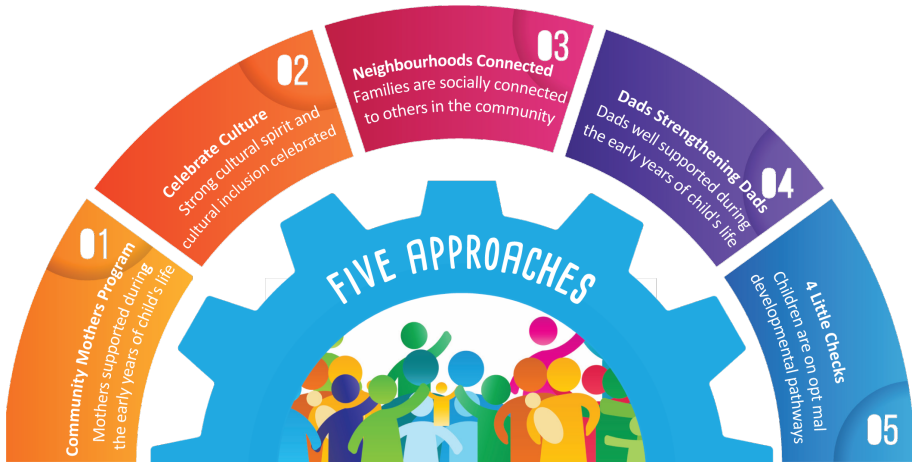 01
Community Mothers Program
Mothers supported during
the early years of child's life
02
Celebrate Culture
Strong cultural spirit and
cultural inclusion celebrated
03
Neighbourhoods Connected
Families are socially connected
to others in the community
04
Dads Strengthening Dads
Dads well supported during
the early years of child's life
05
4 Little Checks
Children are on opt mal
developmental pathways
FIVE APPROACHES